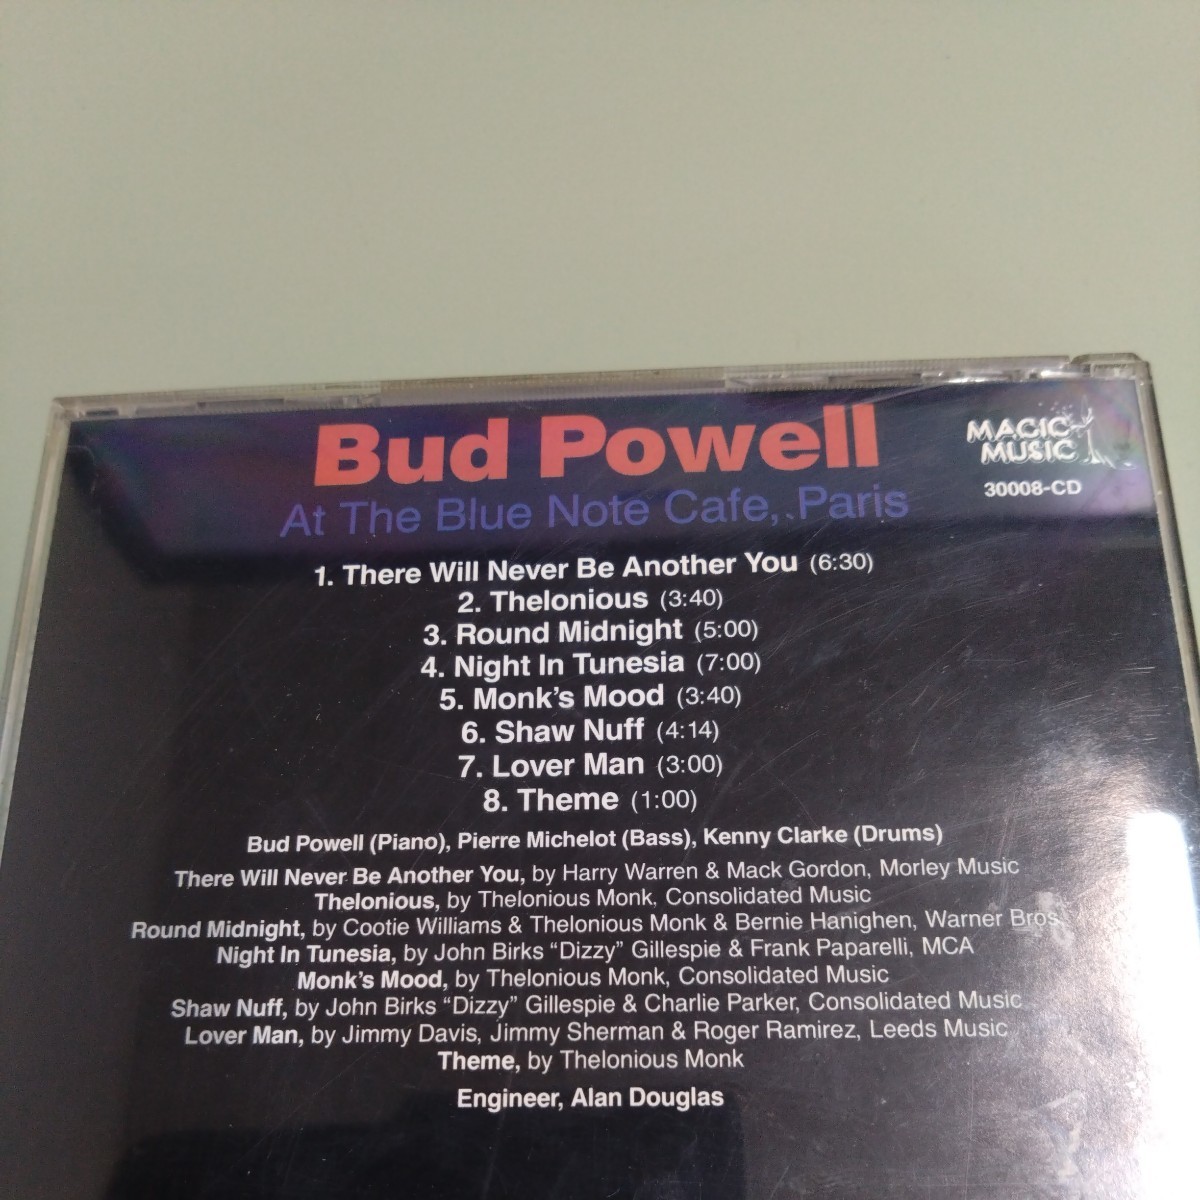 Bud Powell
At The Blue Note Cafe, Paris
MAGIC
MUSIC
30008-CD
1. There Will Never Be Another You (6:30)
2. Thelonious (3:40)
3. Round Midnight (5:00)
4. Night In Tunesia (7:00)
5. Monk's Mood (3:40)
6. Shaw Nuff (4:14)
7. Lover Man (3:00)
8. Theme (1:00)
Bud Powell (Piano), Pierre Michelot (Bass), Kenny Clarke (Drums)
There Will Never Be Another You, by Harry Warren & Mack Gordon, Morley Music
Thelonious, by Thelonious Monk, Consolidated Music
Round Midnight, by Cootie Williams & Thelonious Monk & Bernie Hanighen, Warner Bros.
Night In Tunesia, by John Birks "Dizzy" Gillespie & Frank Paparelli, MCA
Monk's Mood, by Thelonious Monk, Consolidated Music
Shaw Nuff, by John Birks "Dizzy" Gillespie & Charlie Parker, Consolidated Music
Lover Man, by Jimmy Davis, Jimmy Sherman & Roger Ramirez, Leeds Music
Theme, by Thelonious Monk
Engineer, Alan Douglas